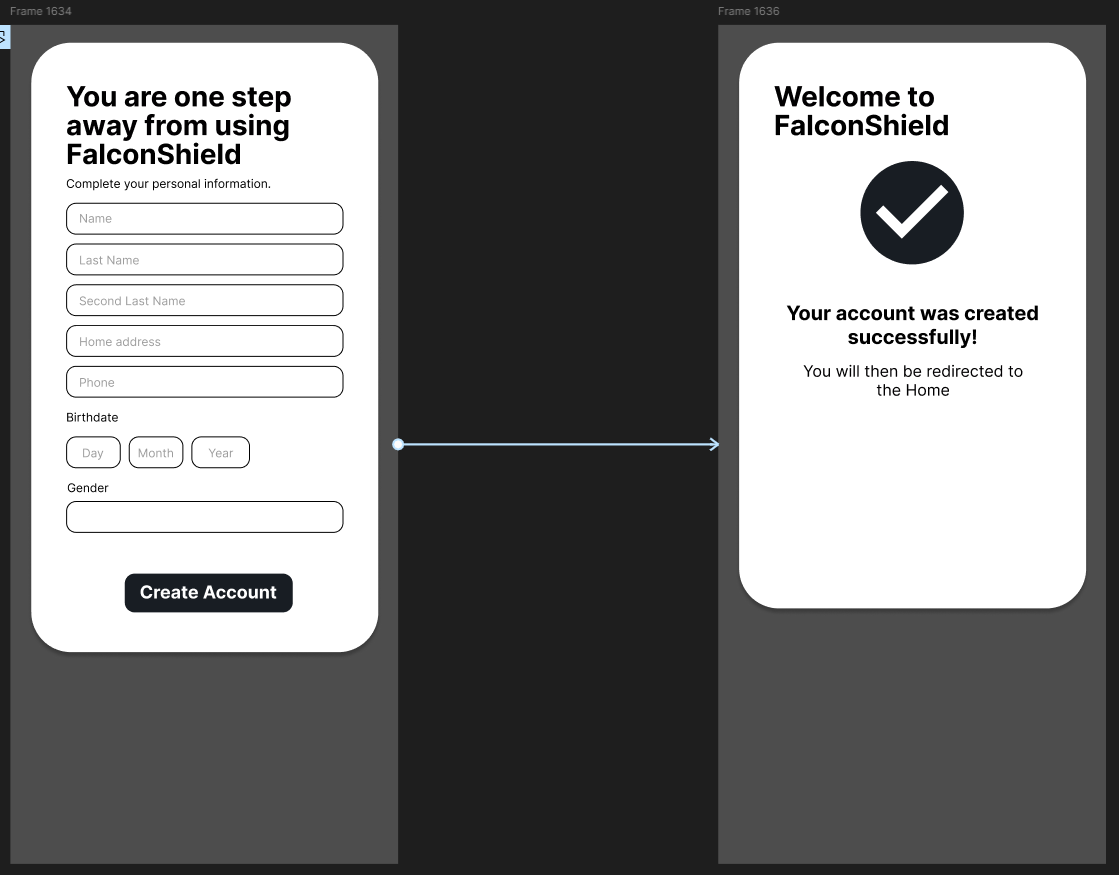 Frame 1634
You are one step
away from using
FalconShield
Complete your personal information.
Name
Last Name
Second Last Name
Home address
Phone
Birthdate
Day
Month
Year
Gender
Create Account
Frame 1636
Welcome to
FalconShield
Your account was created
successfully!
You will then be redirected to
the Home